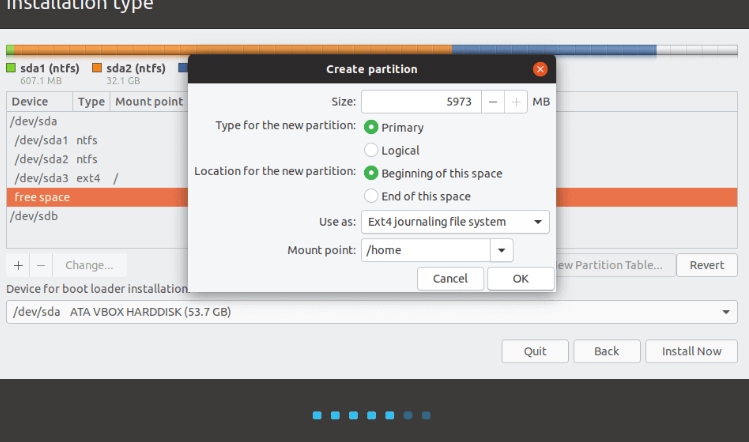 Installation type
sda1 (ntfs) sda2 (ntfs)
607.1 MB 32.1 GB
Create partition
Size: 5973 MB
Type for the new partition: Primary
Logical
Location for the new partition: Beginning of this space
End of this space
Use as: Ext4 journaling file system
Mount point: /home
Cancel OK
Device Type Mount point
/dev/sda
/dev/sda1 ntfs
/dev/sda2 ntfs
/dev/sda3 ext4 /
free space
/dev/sdb
+ − Change... Partition Table... Revert
Device for boot loader installation:
/dev/sda ATA VBOX HARDDISK (53.7 GB)
Quit Back Install Now